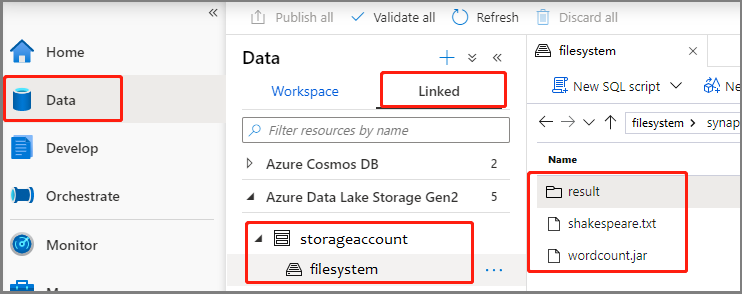 Publish all
Validate all
Refresh
Discard all
Home
Data
Develop
Orchestrate
Monitor
Data
Workspace
Linked
Filter resources by name
Azure Cosmos DB 2
Azure Data Lake Storage Gen2 5
storageaccount
filesystem
filesystem
New SQL script
New
filesystem
synap
Name
result
shakespeare.txt
wordcount.jar